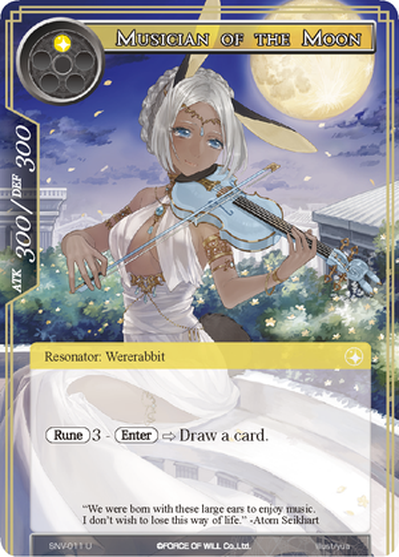 Musician of the Moon
ATK 300/DEF 300
Resonator: Wererabbit
Rune 3 - Enter ⇨ Draw a card.
"We were born with these large ears to enjoy music.
I don't wish to lose this way of life." -Atom Seikhart
SNV-011 U ©FORCE OF WILL Co.,Ltd. Illust/yu3